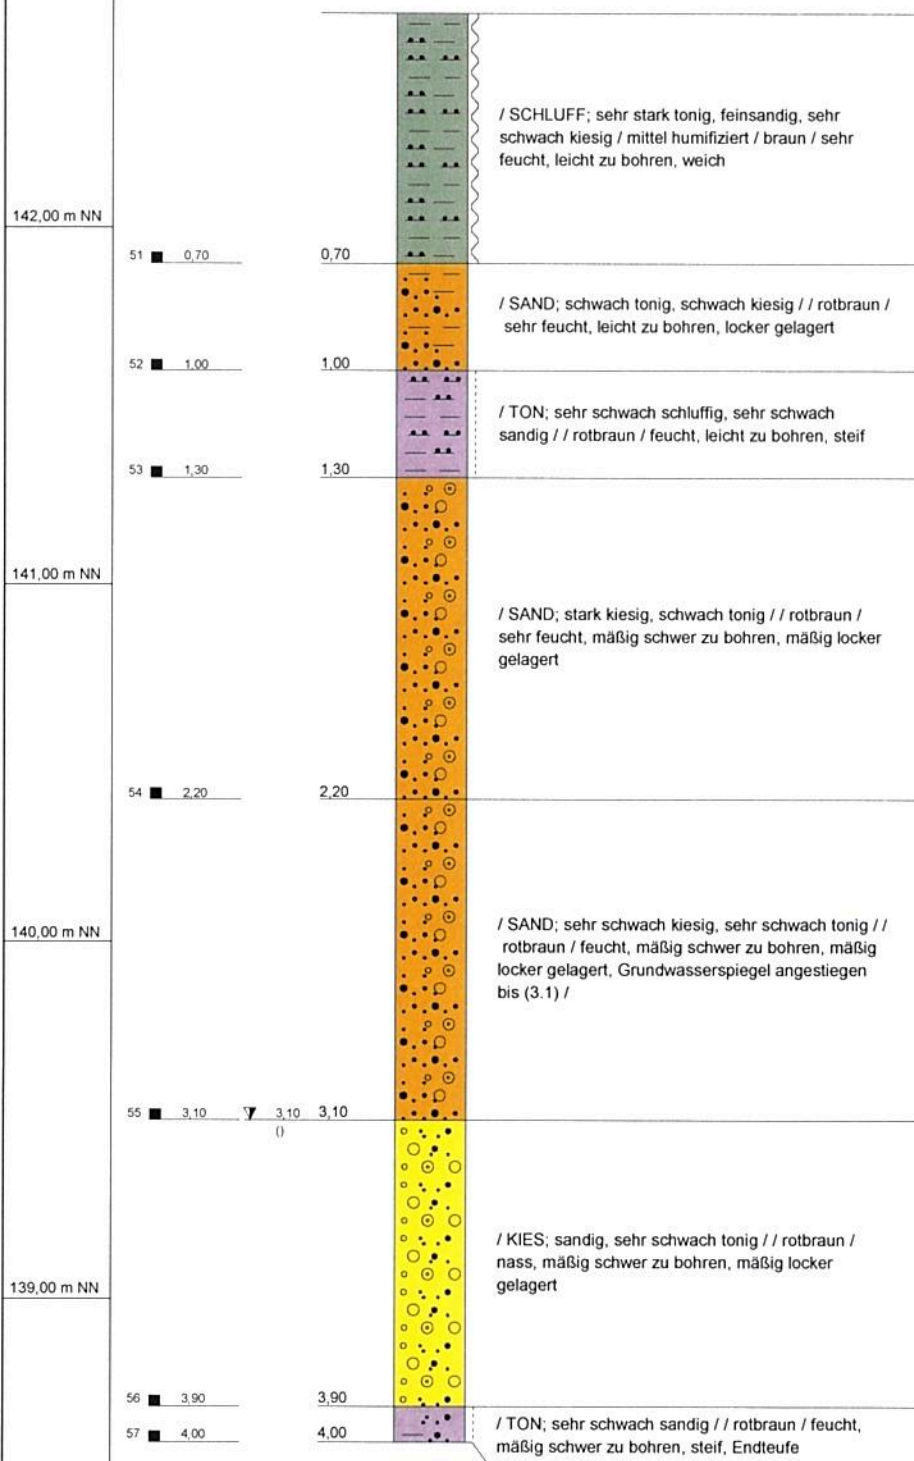 / SCHLUFF; sehr stark tonig, feinsandig, sehr
schwach kiesig / mittel humifiziert / braun / sehr
feucht, leicht zu bohren, weich
142,00 m NN
51 0,70 0,70
/ SAND; schwach tonig, schwach kiesig / / rotbraun /
sehr feucht, leicht zu bohren, locker gelagert
52 1,00 1,00
/ TON; sehr schwach schluffig, sehr schwach
sandig / / rotbraun / feucht, leicht zu bohren, steif
53 1,30 1,30
141,00 m NN
/ SAND; stark kiesig, schwach tonig / / rotbraun /
sehr feucht, mäßig schwer zu bohren, mäßig locker
gelagert
54 2,20 2,20
140,00 m NN
/ SAND; sehr schwach kiesig, sehr schwach tonig / /
rotbraun / feucht, mäßig schwer zu bohren, mäßig
locker gelagert, Grundwasserspiegel angestiegen
bis (3.1) /
55 3,10 3,10 3,10
()
/ KIES; sandig, sehr schwach tonig / / rotbraun /
nass, mäßig schwer zu bohren, mäßig locker
gelagert
139,00 m NN
56 3,90 3,90
/ TON; sehr schwach sandig / / rotbraun / feucht,
mäßig schwer zu bohren, steif, Endteufe
57 4,00 4,00